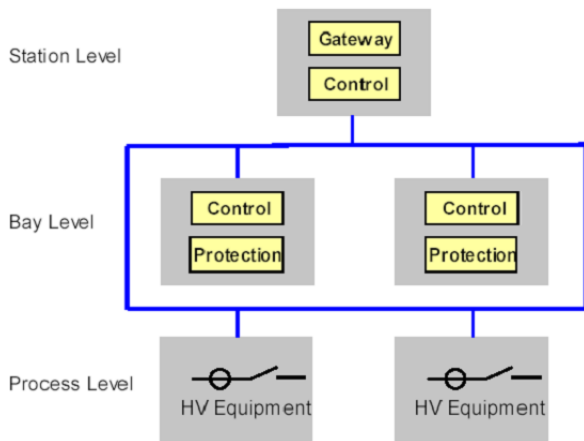 Gateway
Station Level
Control
Control
Control
Bay Level
Protection
Protection
Process Level
HV Equipment
HV Equipment